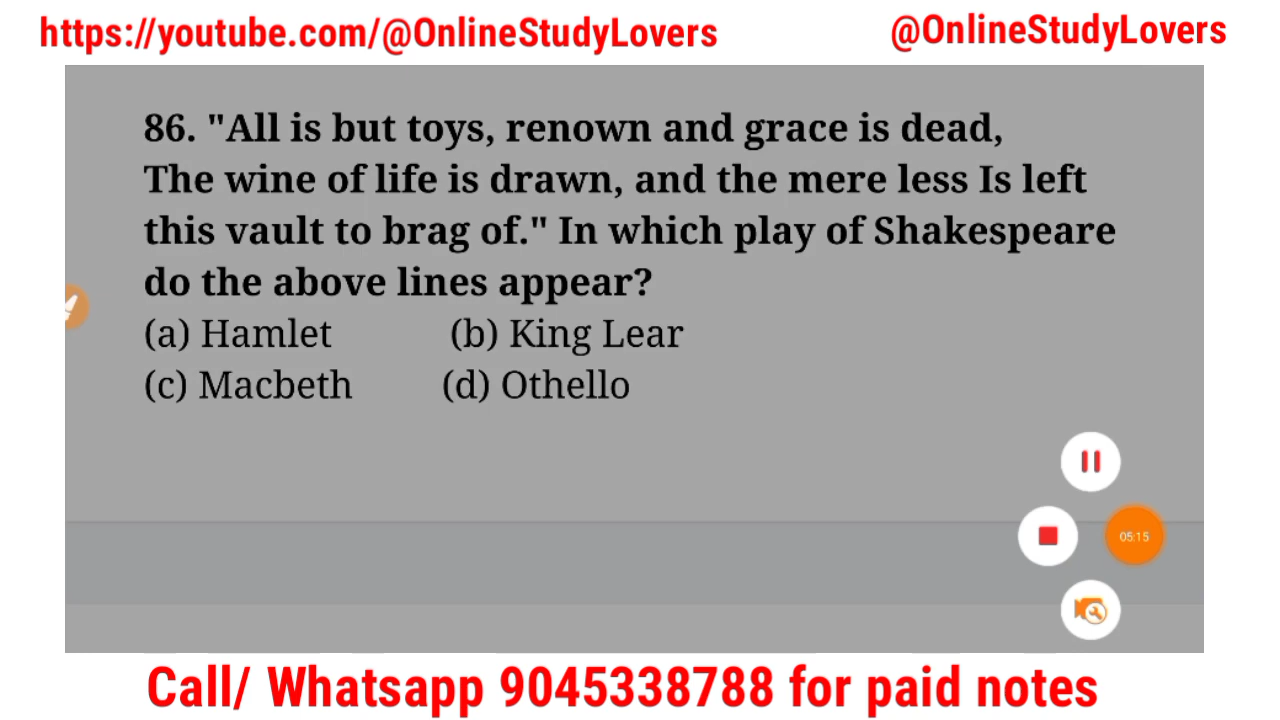 https://youtube.com/@OnlineStudyLovers
@OnlineStudyLovers
86. "All is but toys, renown and grace is dead,
The wine of life is drawn, and the mere less Is left
this vault to brag of." In which play of Shakespeare
do the above lines appear?
(a) Hamlet (b) King Lear
(c) Macbeth (d) Othello
05:15
Call/ Whatsapp 9045338788 for paid notes